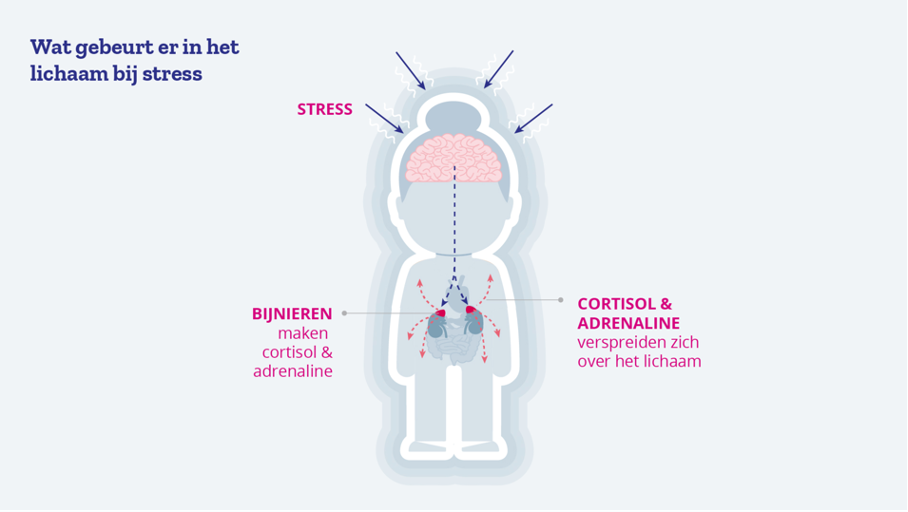 Wat gebeurt er in het
lichaam bij stress
STRESS
BIJNIEREN
maken
cortisol &
adrenaline
CORTISOL &
ADRENALINE
verspreiden zich
over het lichaam